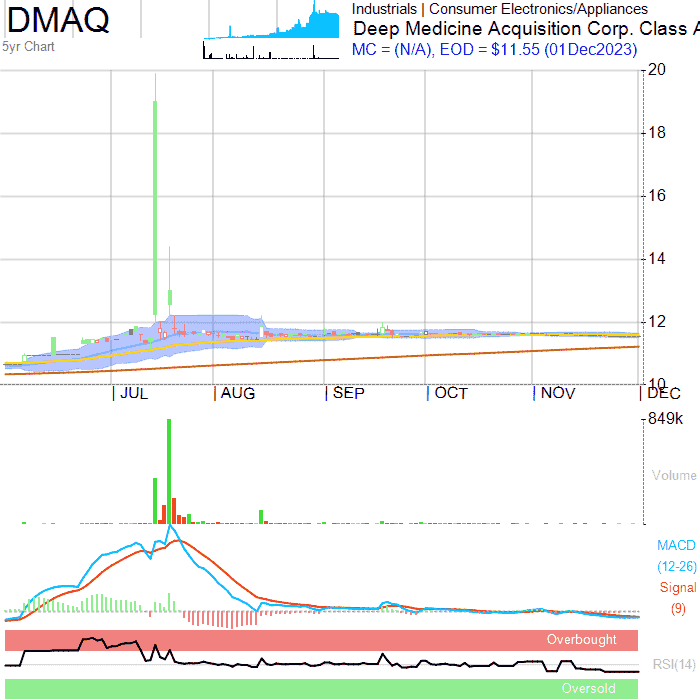 DMAQ
5yr Chart
Industrials | Consumer Electronics/Appliances
Deep Medicine Acquisition Corp. Class A
MC = (N/A), EOD = $11.55 (01Dec2023)
20
18
16
14
12
10
JUL AUG SEP OCT NOV DEC
849k
Volume
MACD
(12-26)
Signal
(9)
Overbought
RSI(14)
Oversold